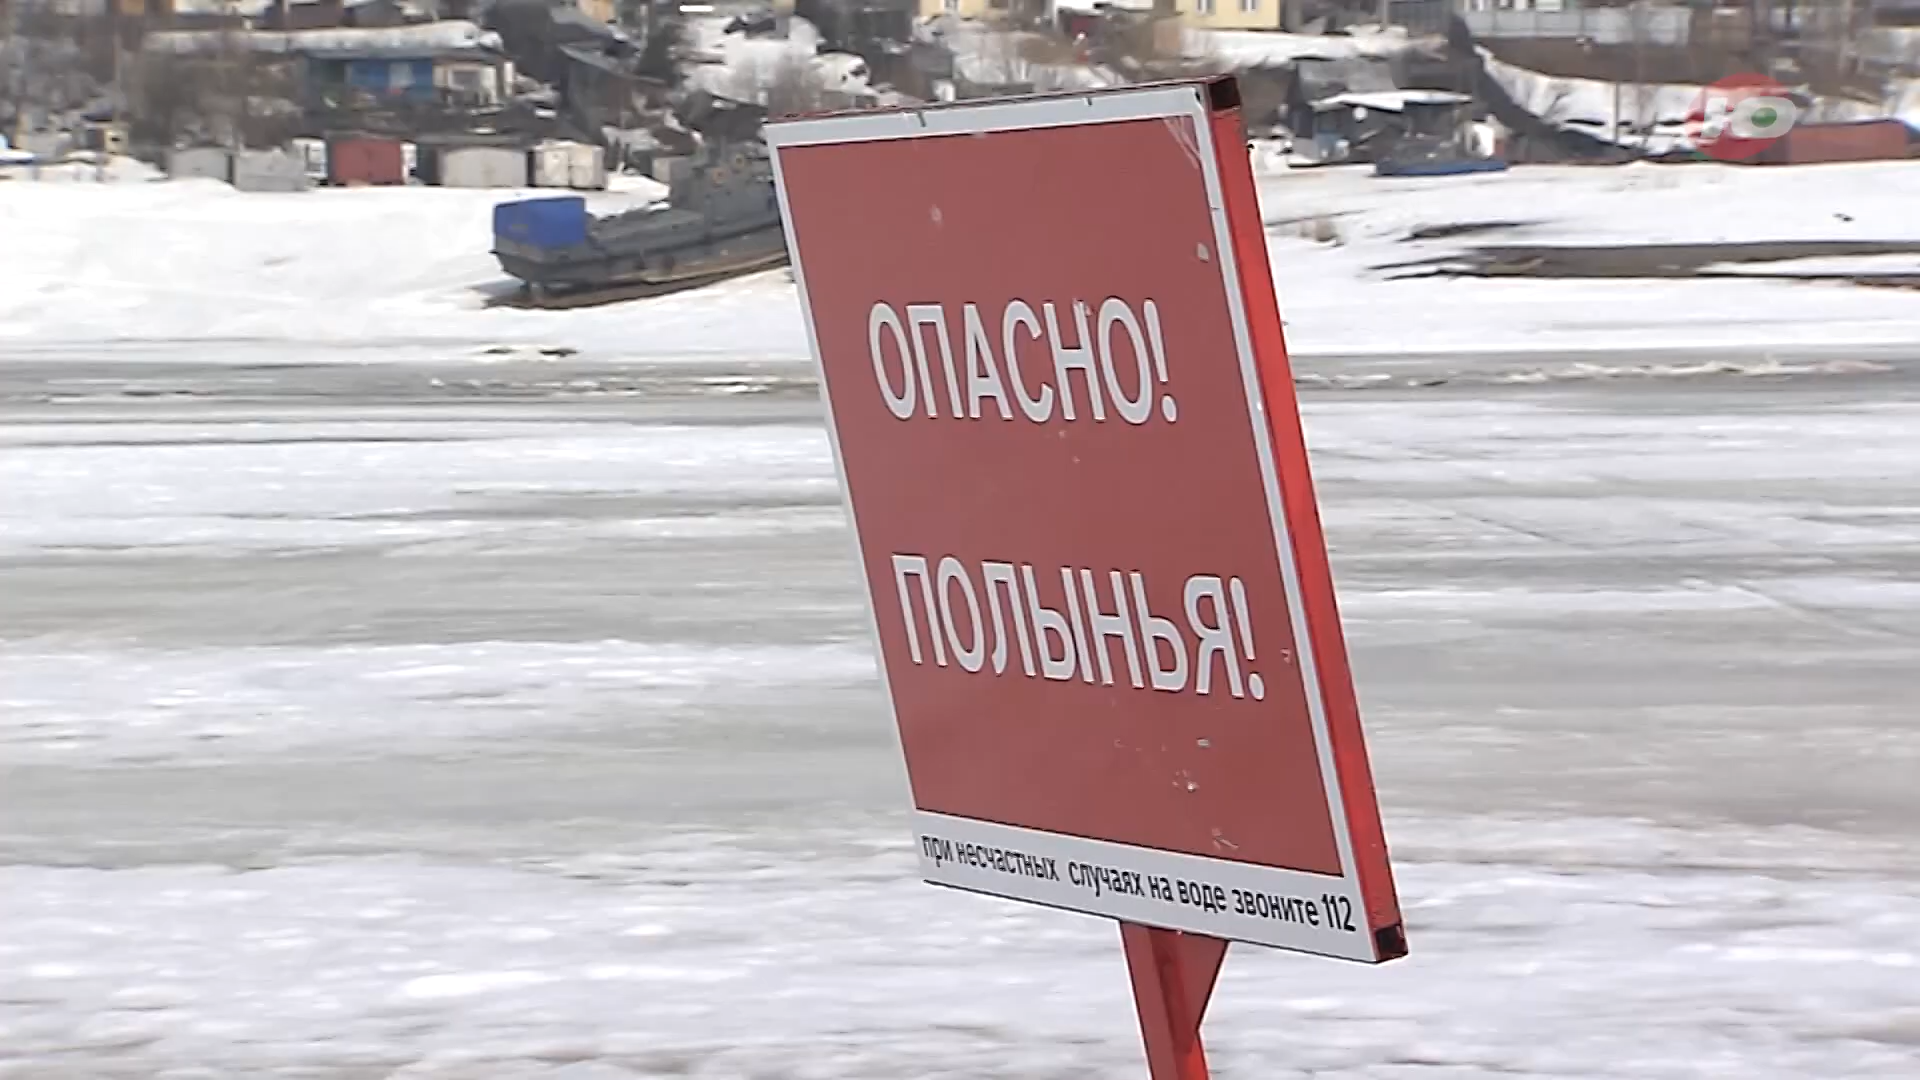 ОПАСНО!
ПОЛЫНЬЯ!
при несчастных случаях на воде звоните 112
Ю